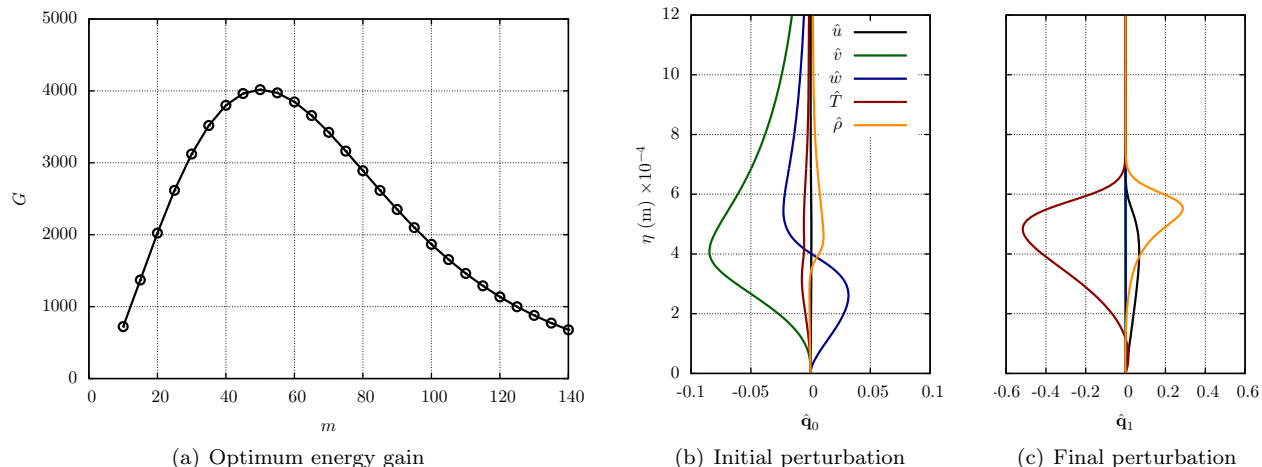 5000
4000
3000
2000
1000
0
G
0 20 40 60 80 100 120 140
m
(a) Optimum energy gain
12
10
8
6
4
2
0
η (m) ×10⁻⁴
û
v̂
ŵ
T̂
ρ̂
-0.1 -0.05 0 0.05 0.1
q̂₀
(b) Initial perturbation
-0.6 -0.4 -0.2 0 0.2 0.4 0.6
q̂₁
(c) Final perturbation